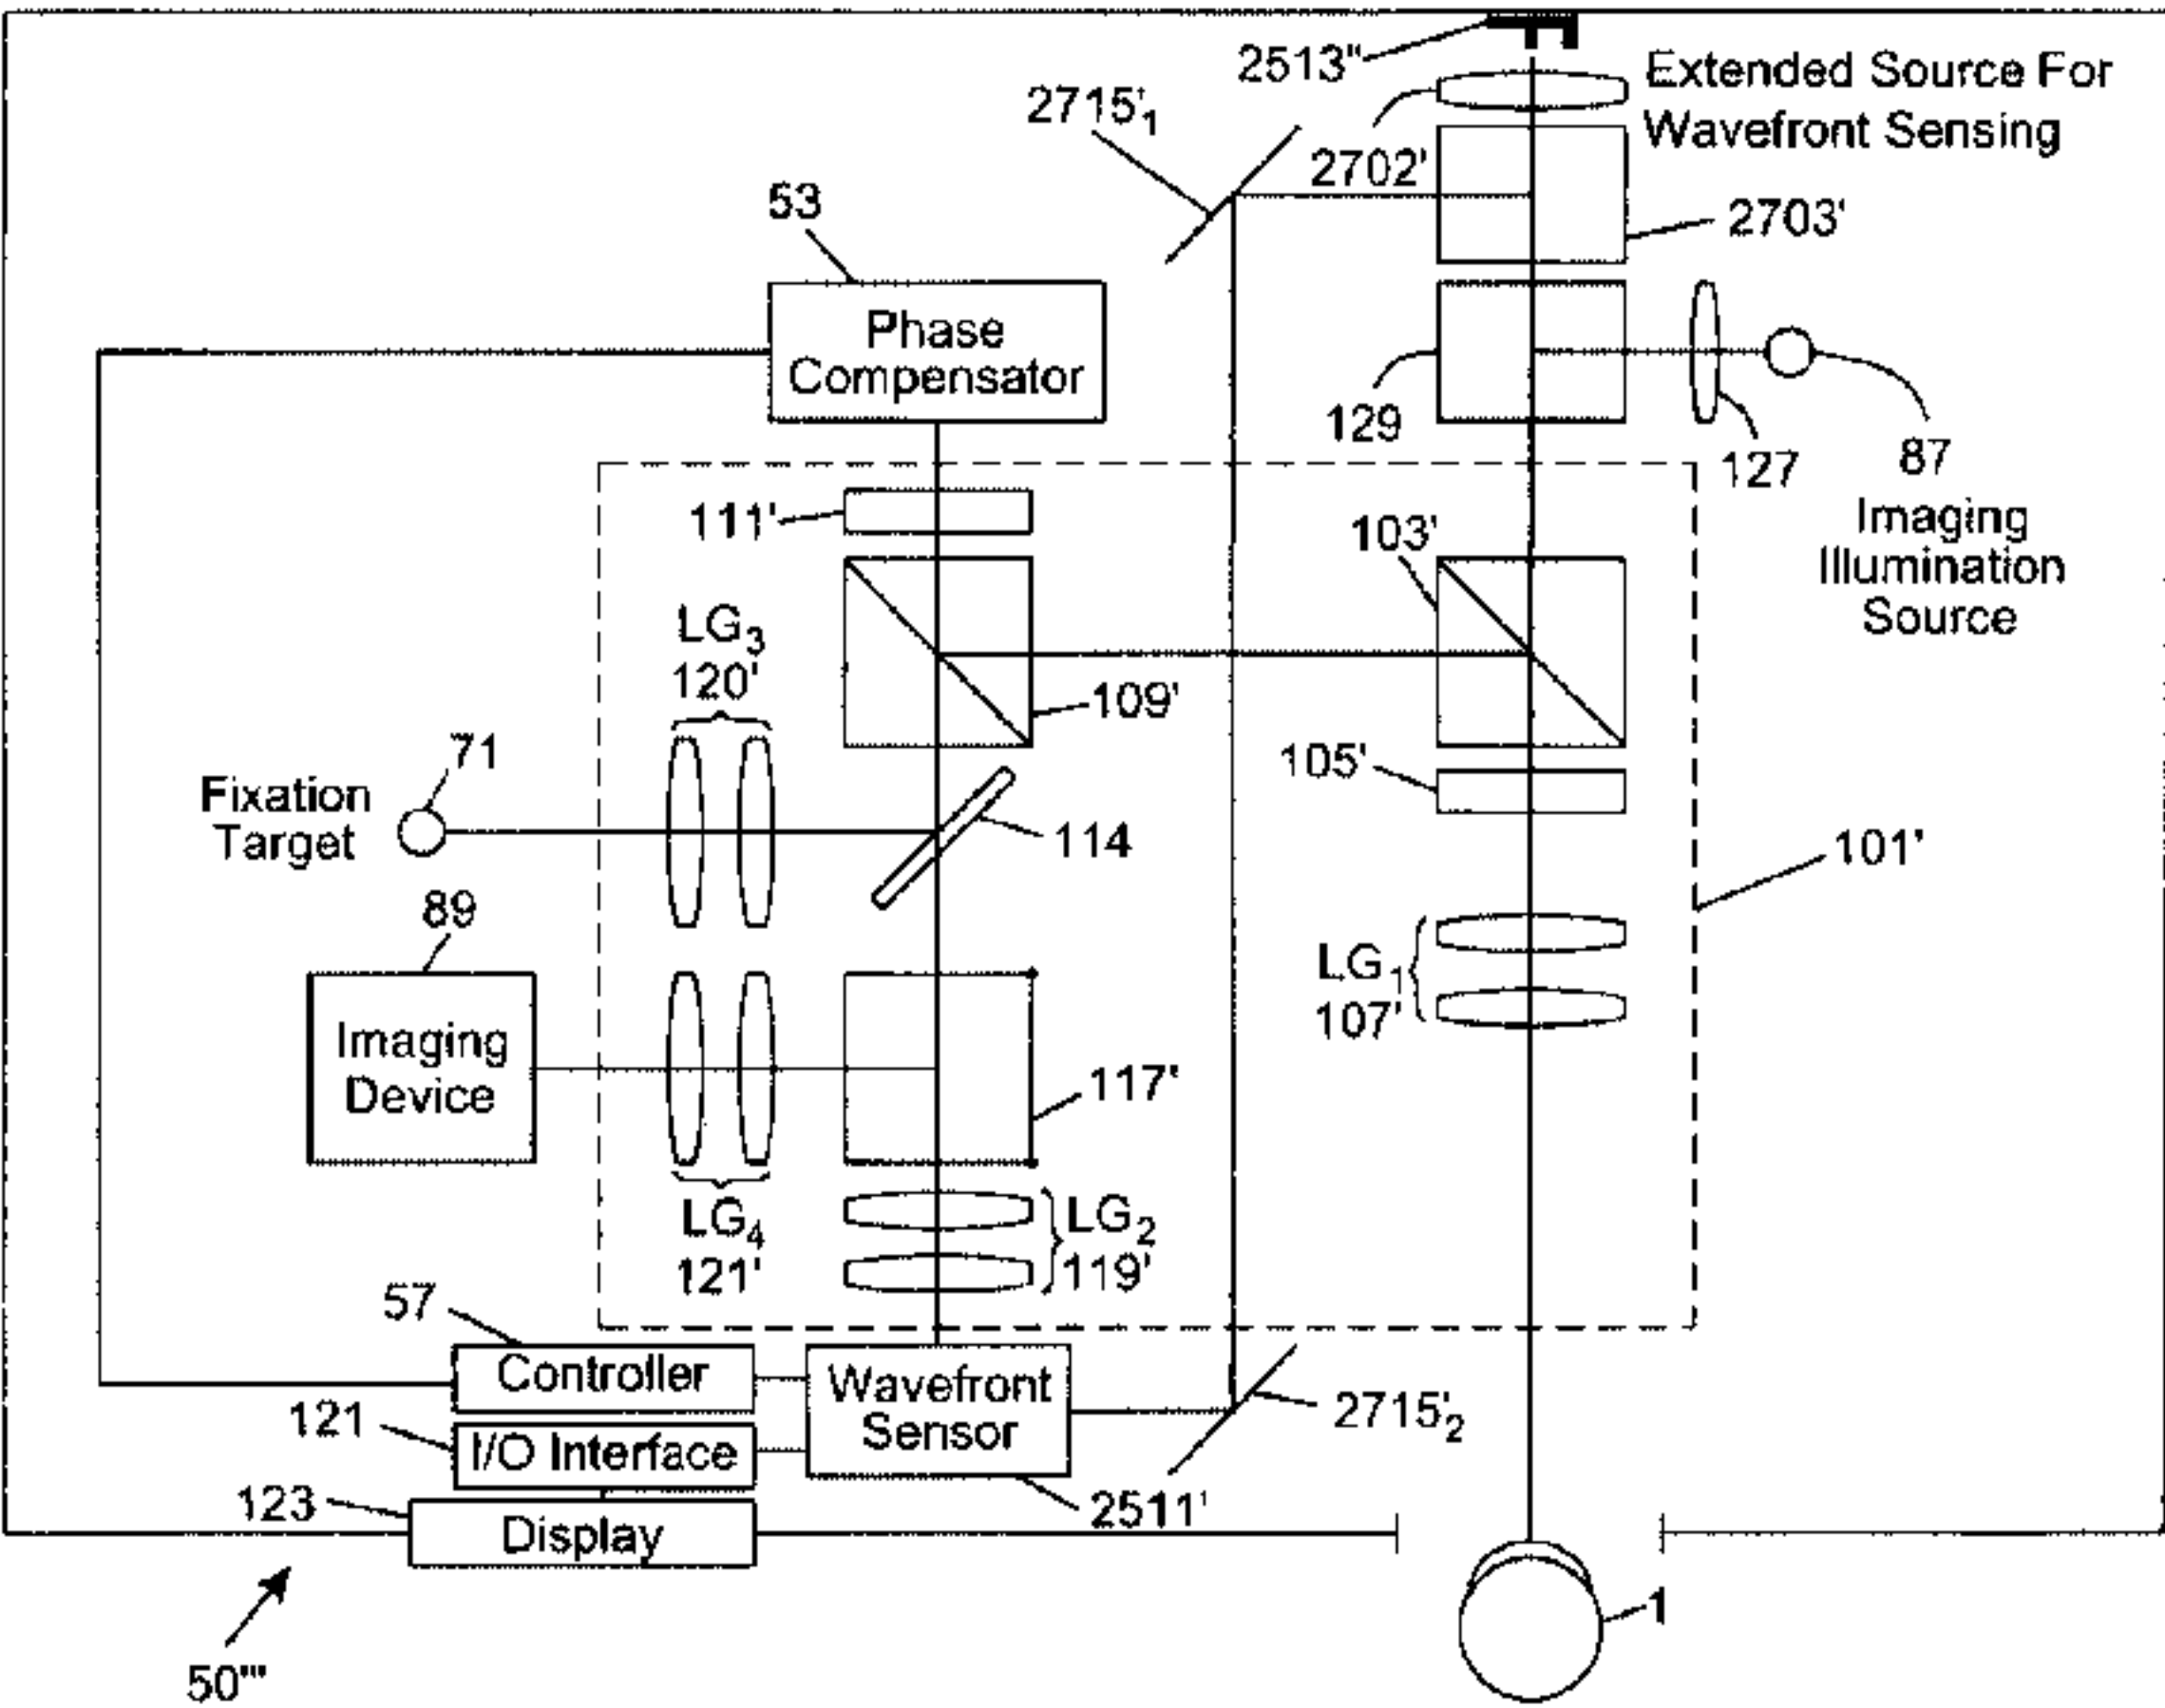 2513"
Extended Source For
Wavefront Sensing
2715'1
2702'
2703'
53
Phase
Compensator
129
127
87
Imaging
Illumination
Source
111'
103'
LG3
120'
109'
71
Fixation
Target
105'
114
101'
89
Imaging
Device
LG1
107'
117'
LG4
121'
LG2
119'
57
Controller
Wavefront
Sensor
2715'2
121
I/O Interface
123
Display
2511'
1
50'''